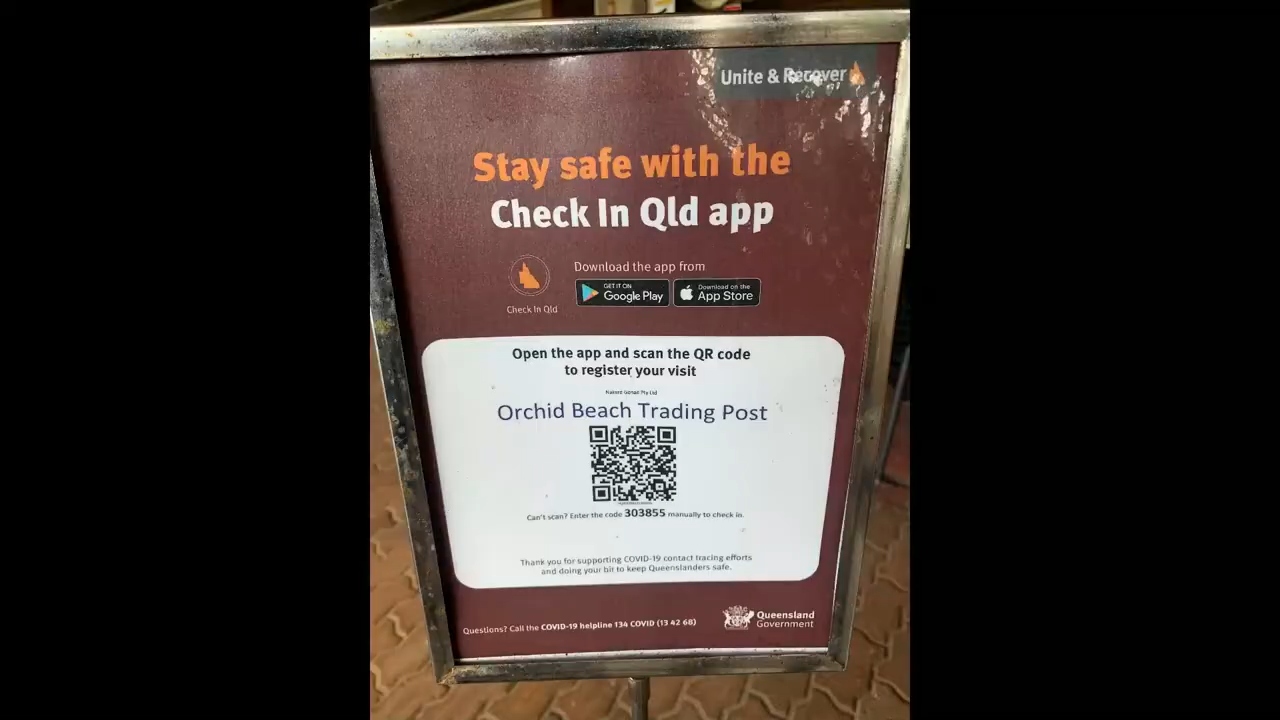 Unite & Recover
Stay safe with the
Check In Qld app
Download the app from
Check In Qld
GET IT ON
Google Play
Download on the
App Store
Open the app and scan the QR code
to register your visit
Pty Ltd
Orchid Beach Trading Post
Can't scan? Enter the code 303855 manually to check in.
Thank you for supporting COVID-19 contact tracing efforts
and doing your bit to keep Queenslanders safe.
Questions? Call the COVID-19 helpline 134 COVID (13 42 68)
Queensland
Government